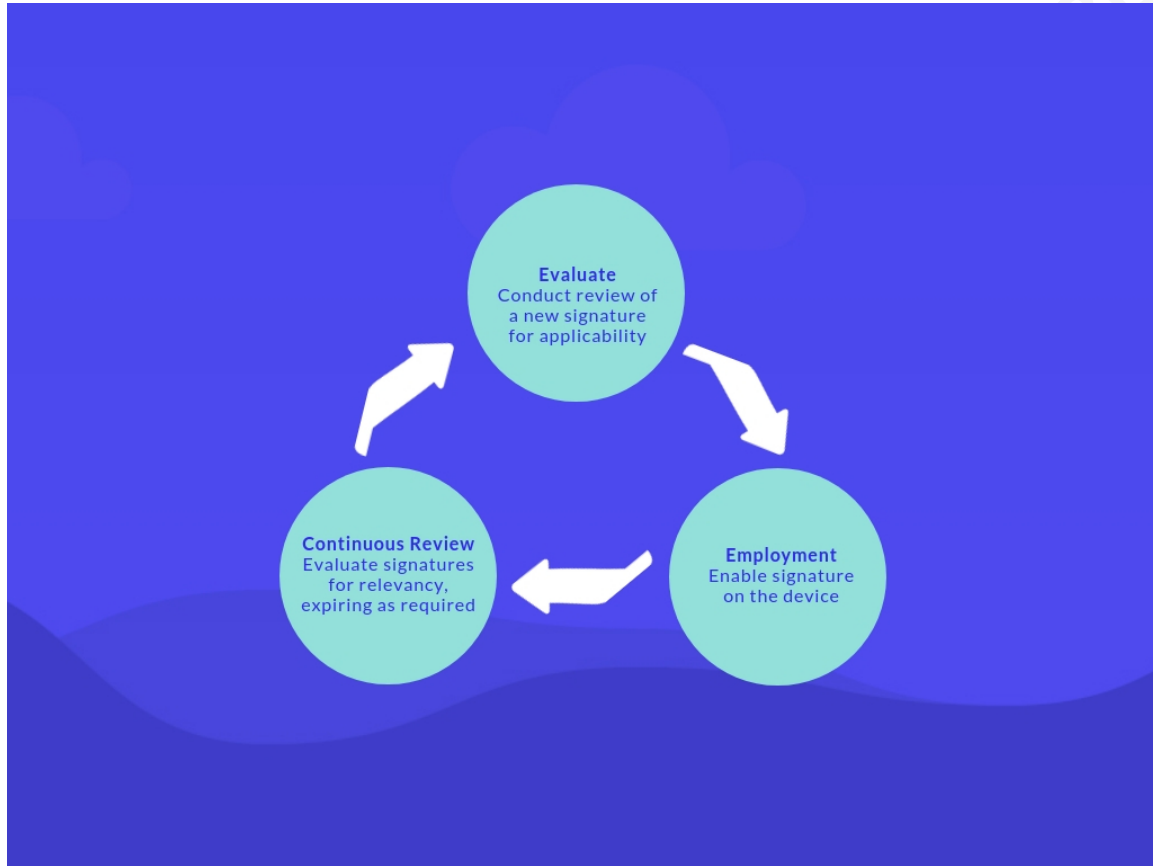 Evaluate
Conduct review of
a new signature
for applicability
Continuous Review
Evaluate signatures
for relevancy,
expiring as required
Employment
Enable signature
on the device